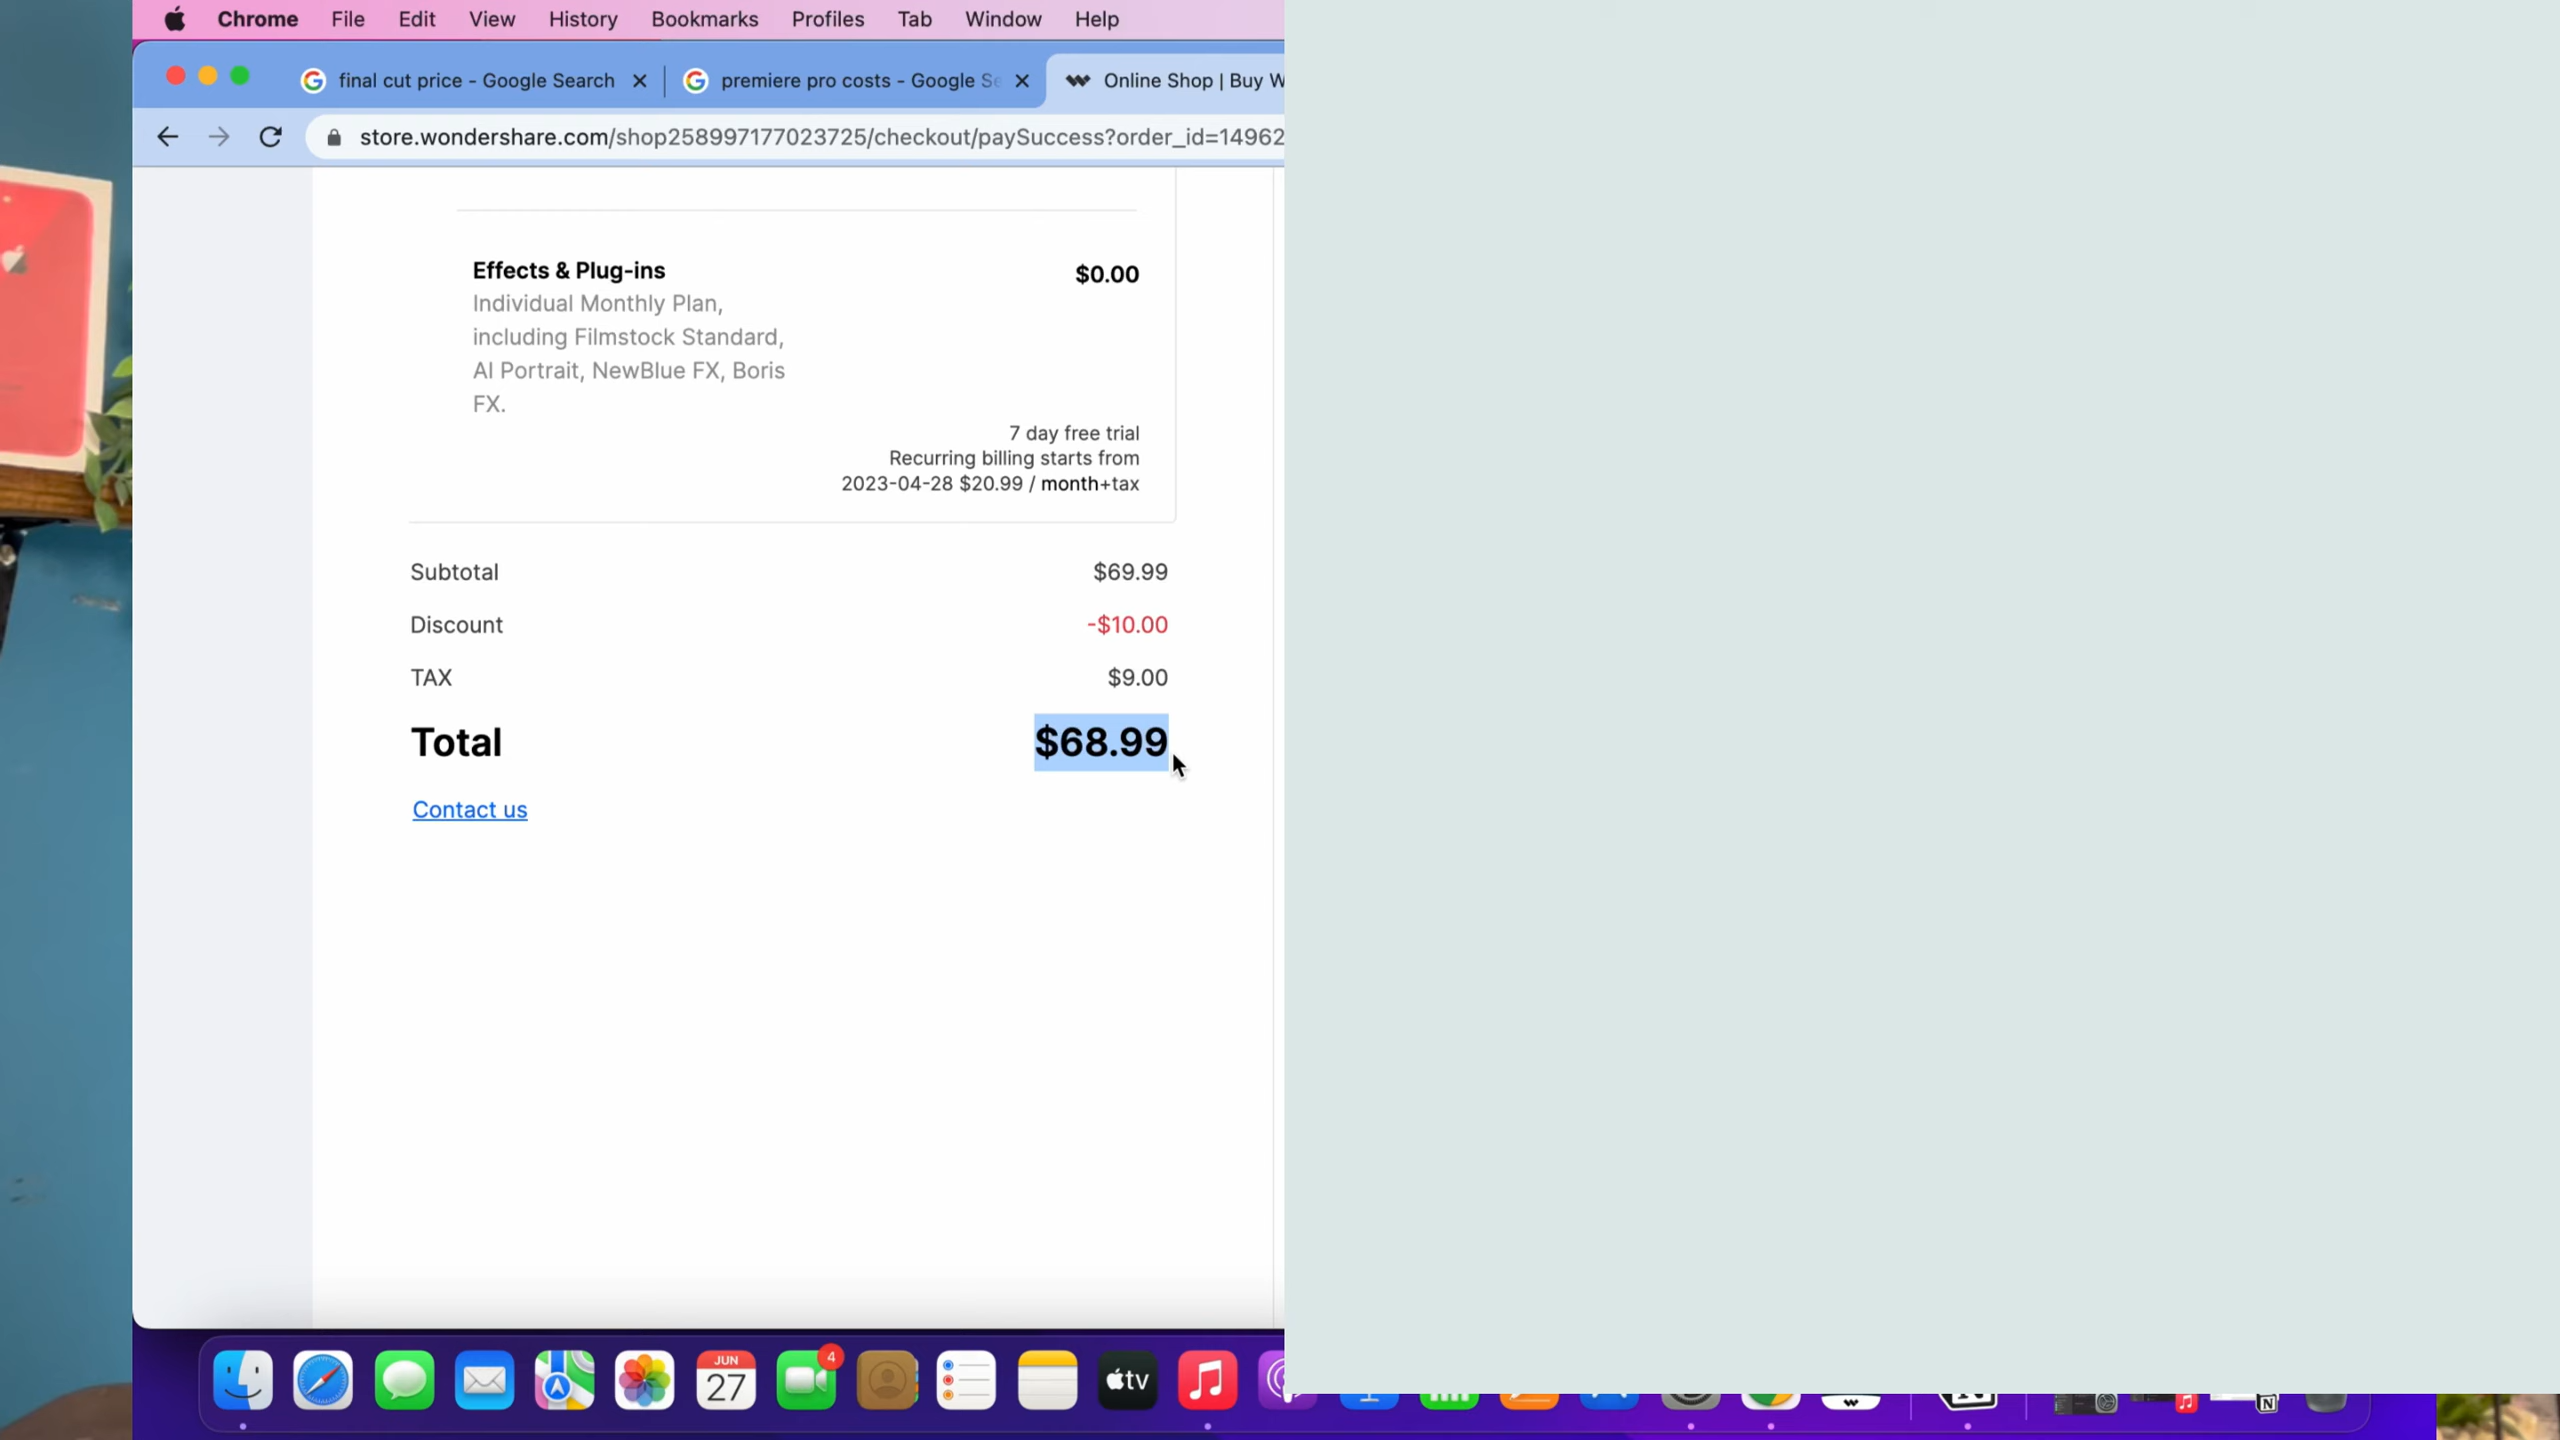 Chrome File Edit View History Bookmarks Profiles Tab Window Help
final cut price - Google Search
premiere pro costs - Google Se
Online Shop | Buy W
store.wondershare.com/shop258997177023725/checkout/paySuccess?order_id=14962
Effects & Plug-ins $0.00
Individual Monthly Plan,
including Filmstock Standard,
AI Portrait, NewBlue FX, Boris
FX.
7 day free trial
Recurring billing starts from
2023-04-28 $20.99 / month+tax
Subtotal $69.99
Discount -$10.00
TAX $9.00
Total $68.99
Contact us
JUN
27
4
tv